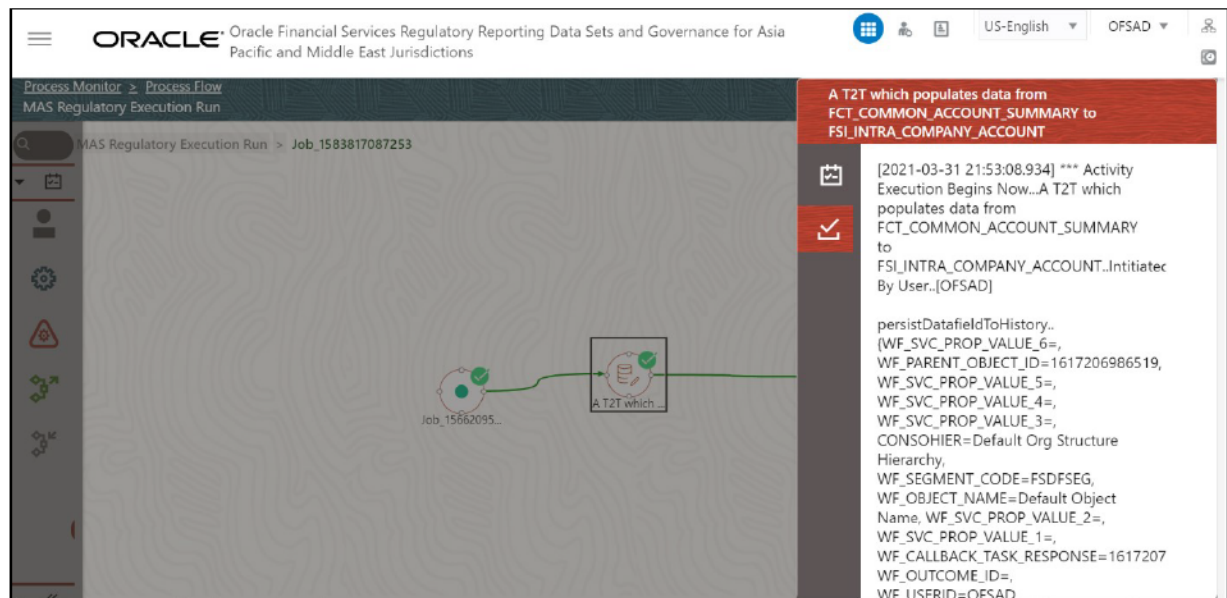 ORACLE® Oracle Financial Services Regulatory Reporting Data Sets and Governance for Asia
Pacific and Middle East Jurisdictions
US-English
OFSAD
Process Monitor > Process Flow
MAS Regulatory Execution Run
MAS Regulatory Execution Run > Job_1583817087253
Job_15662095...
A T2T which ...
A T2T which populates data from
FCT_COMMON_ACCOUNT_SUMMARY to
FSI_INTRA_COMPANY_ACCOUNT
[2021-03-31 21:53:08.934] *** Activity
Execution Begins Now...A T2T which
populates data from
FCT_COMMON_ACCOUNT_SUMMARY
to
FSI_INTRA_COMPANY_ACCOUNT..Intitiated
By User..[OFSAD]
persistDatafieldToHistory..
{WF_SVC_PROP_VALUE_6=,
WF_PARENT_OBJECT_ID=1617206986519,
WF_SVC_PROP_VALUE_5=,
WF_SVC_PROP_VALUE_4=,
WF_SVC_PROP_VALUE_3=,
CONSOHIER=Default Org Structure
Hierarchy,
WF_SEGMENT_CODE=FSDFSEG,
WF_OBJECT_NAME=Default Object
Name, WF_SVC_PROP_VALUE_2=,
WF_SVC_PROP_VALUE_1=,
WF_CALLBACK_TASK_RESPONSE=1617207
WF_OUTCOME_ID=,
WF_USERID=OFSAD